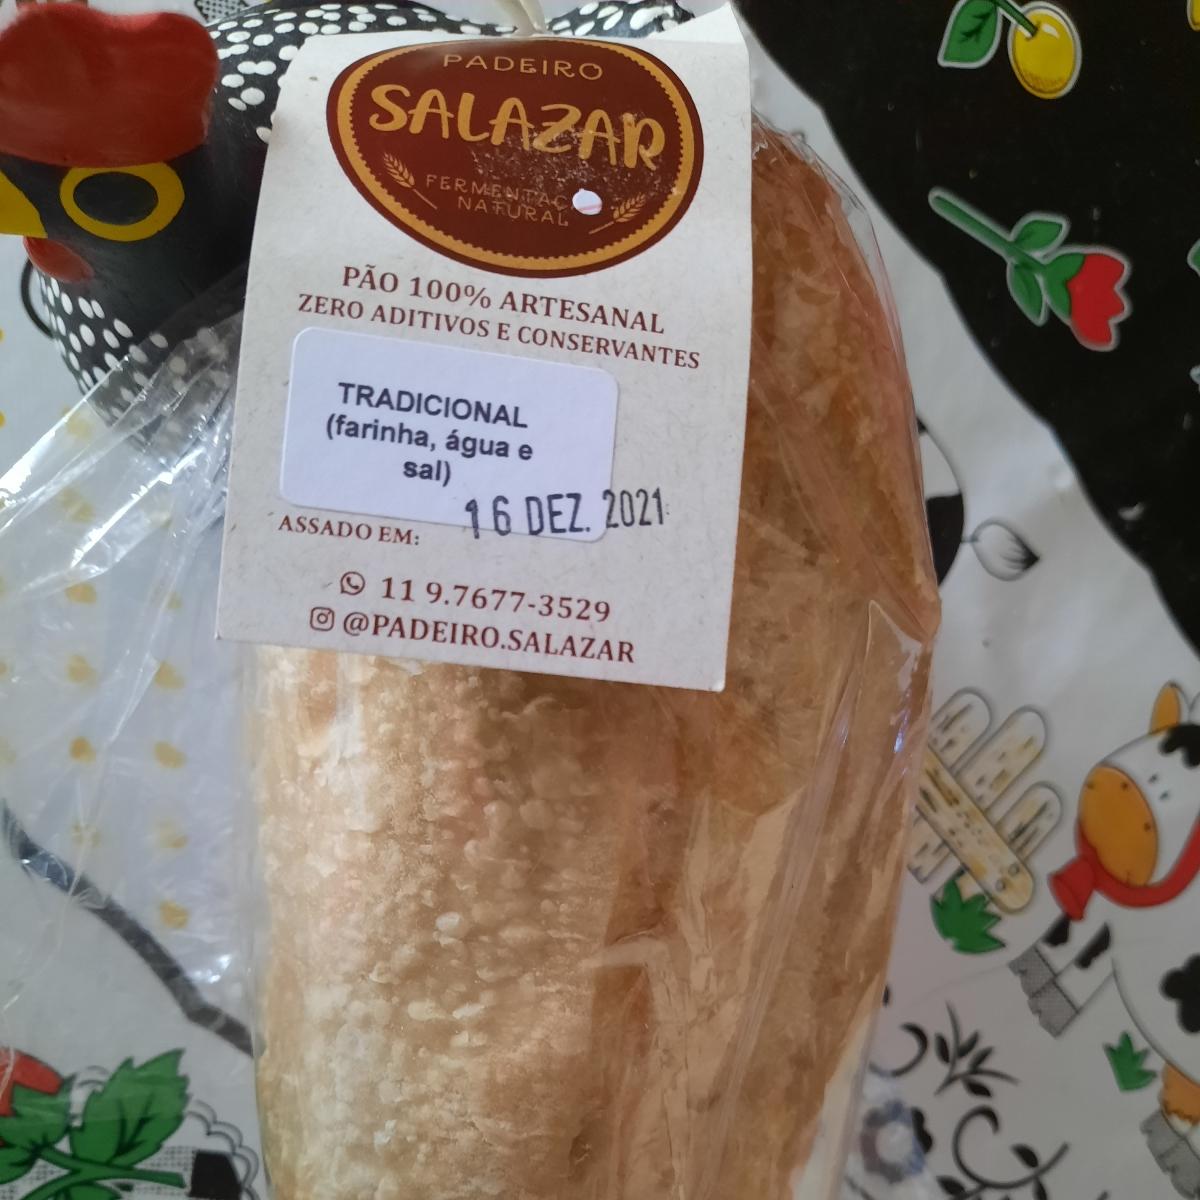 PADEIRO
SALAZAR
NATURAL
PÃO 100% ARTESANAL
ZERO ADITIVOS E CONSERVANTES
TRADICIONAL
(farinha, água e
sal)
16 DEZ. 2021
ASSADO EM:
11 9.7677-3529
@PADEIRO.SALAZAR